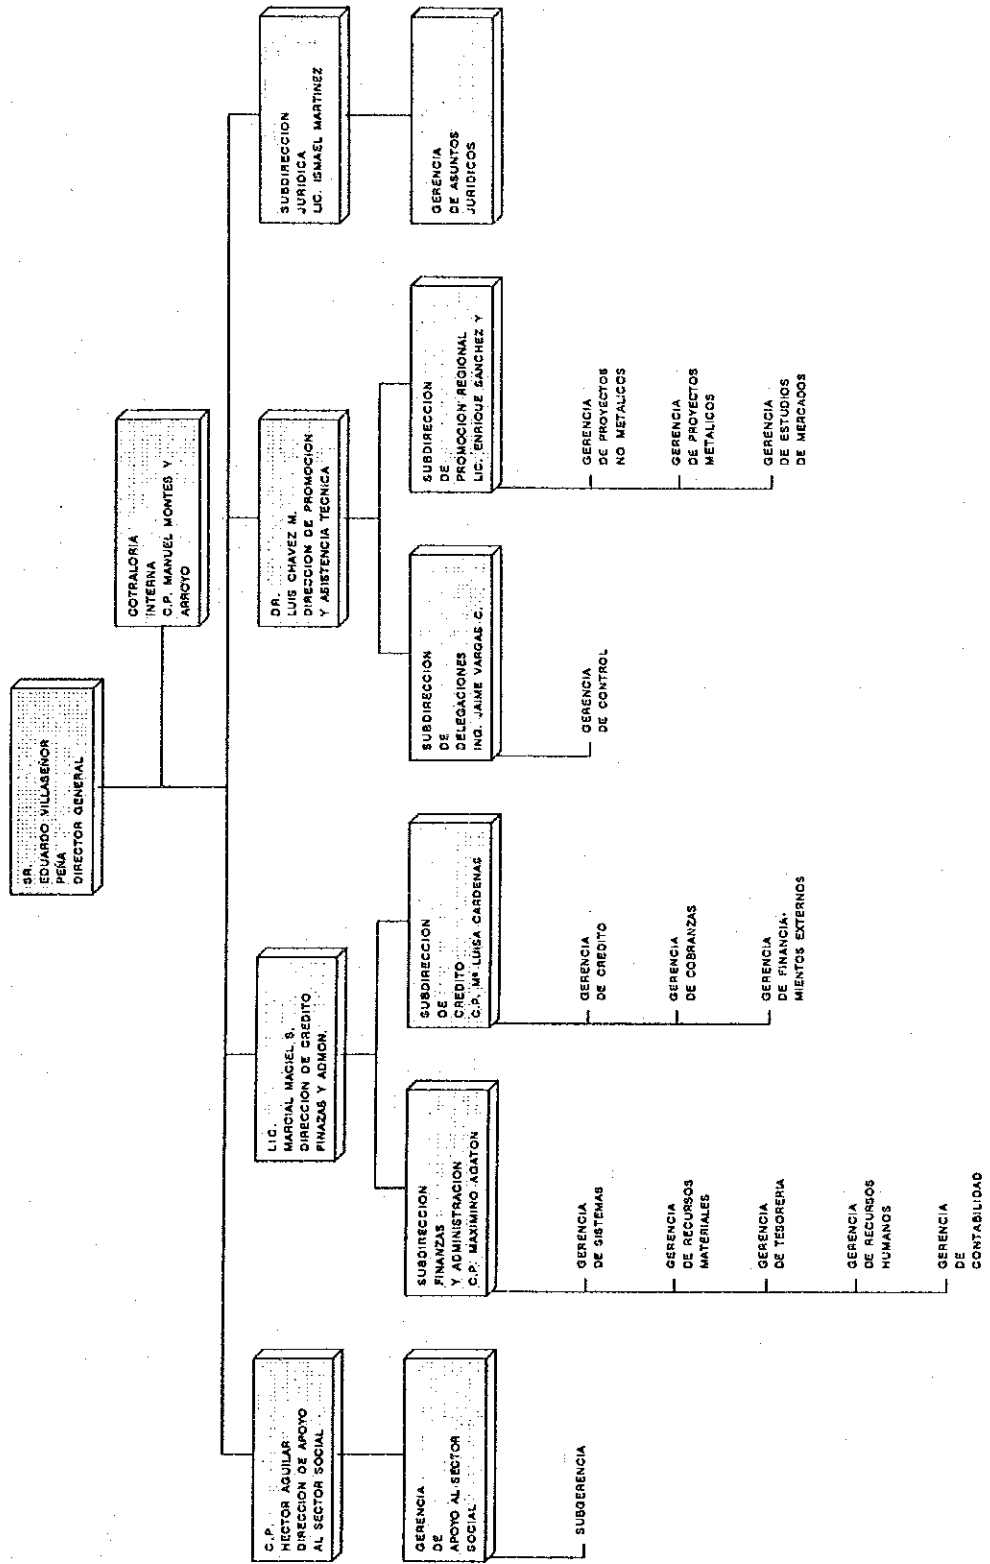 SR.
EDUARDO VILLASEÑOR
PEÑA
DIRECTOR GENERAL
COTRALORIA
INTERNA
C.P. MANUEL MONTES Y
ARROYO
C.P.
HECTOR AGUILAR
DIRECCION DE APOYO
AL SECTOR SOCIAL
LIC.
MARCIAL MACIEL S.
DIRECCION DE CREDITO
FINAZAS Y ADMON.
DR.
LUIS CHAVEZ M.
DIRECCION DE PROMOCION
Y ASISTENCIA TECNICA
SUBDIRECCION
JURIDICA
LIC. ISMAEL MARTINEZ
GERENCIA
DE
APOYO AL SECTOR
SOCIAL
SUBGERENCIA
SUBDIRECCION
FINANZAS
Y ADMINISTRACION
C.P. MAXIMINO AGATON
GERENCIA
DE SISTEMAS
GERENCIA
DE RECURSOS
MATERIALES
GERENCIA
DE TESORERIA
GERENCIA
DE RECURSOS
HUMANOS
GERENCIA
DE
CONTABILIDAD
SUBDIRECCION
DE
CREDITO
C.P. Mª LUISA CARDENAS
GERENCIA
DE CREDITO
GERENCIA
DE COBRANZAS
GERENCIA
DE FINANCIA-
MIENTOS EXTERNOS
SUBDIRECCION
DE
DELEGACIONES
ING. JAIME VARGAS C.
GERENCIA
DE CONTROL
SUBDIRECCION
DE
PROMOCION REGIONAL
LIC. ENRIQUE SANCHEZ Y
GERENCIA
DE PROYECTOS
NO METALICOS
GERENCIA
DE PROYECTOS
METALICOS
GERENCIA
DE ESTUDIOS
DE MERCADOS
GERENCIA
DE ASUNTOS
JURIDICOS